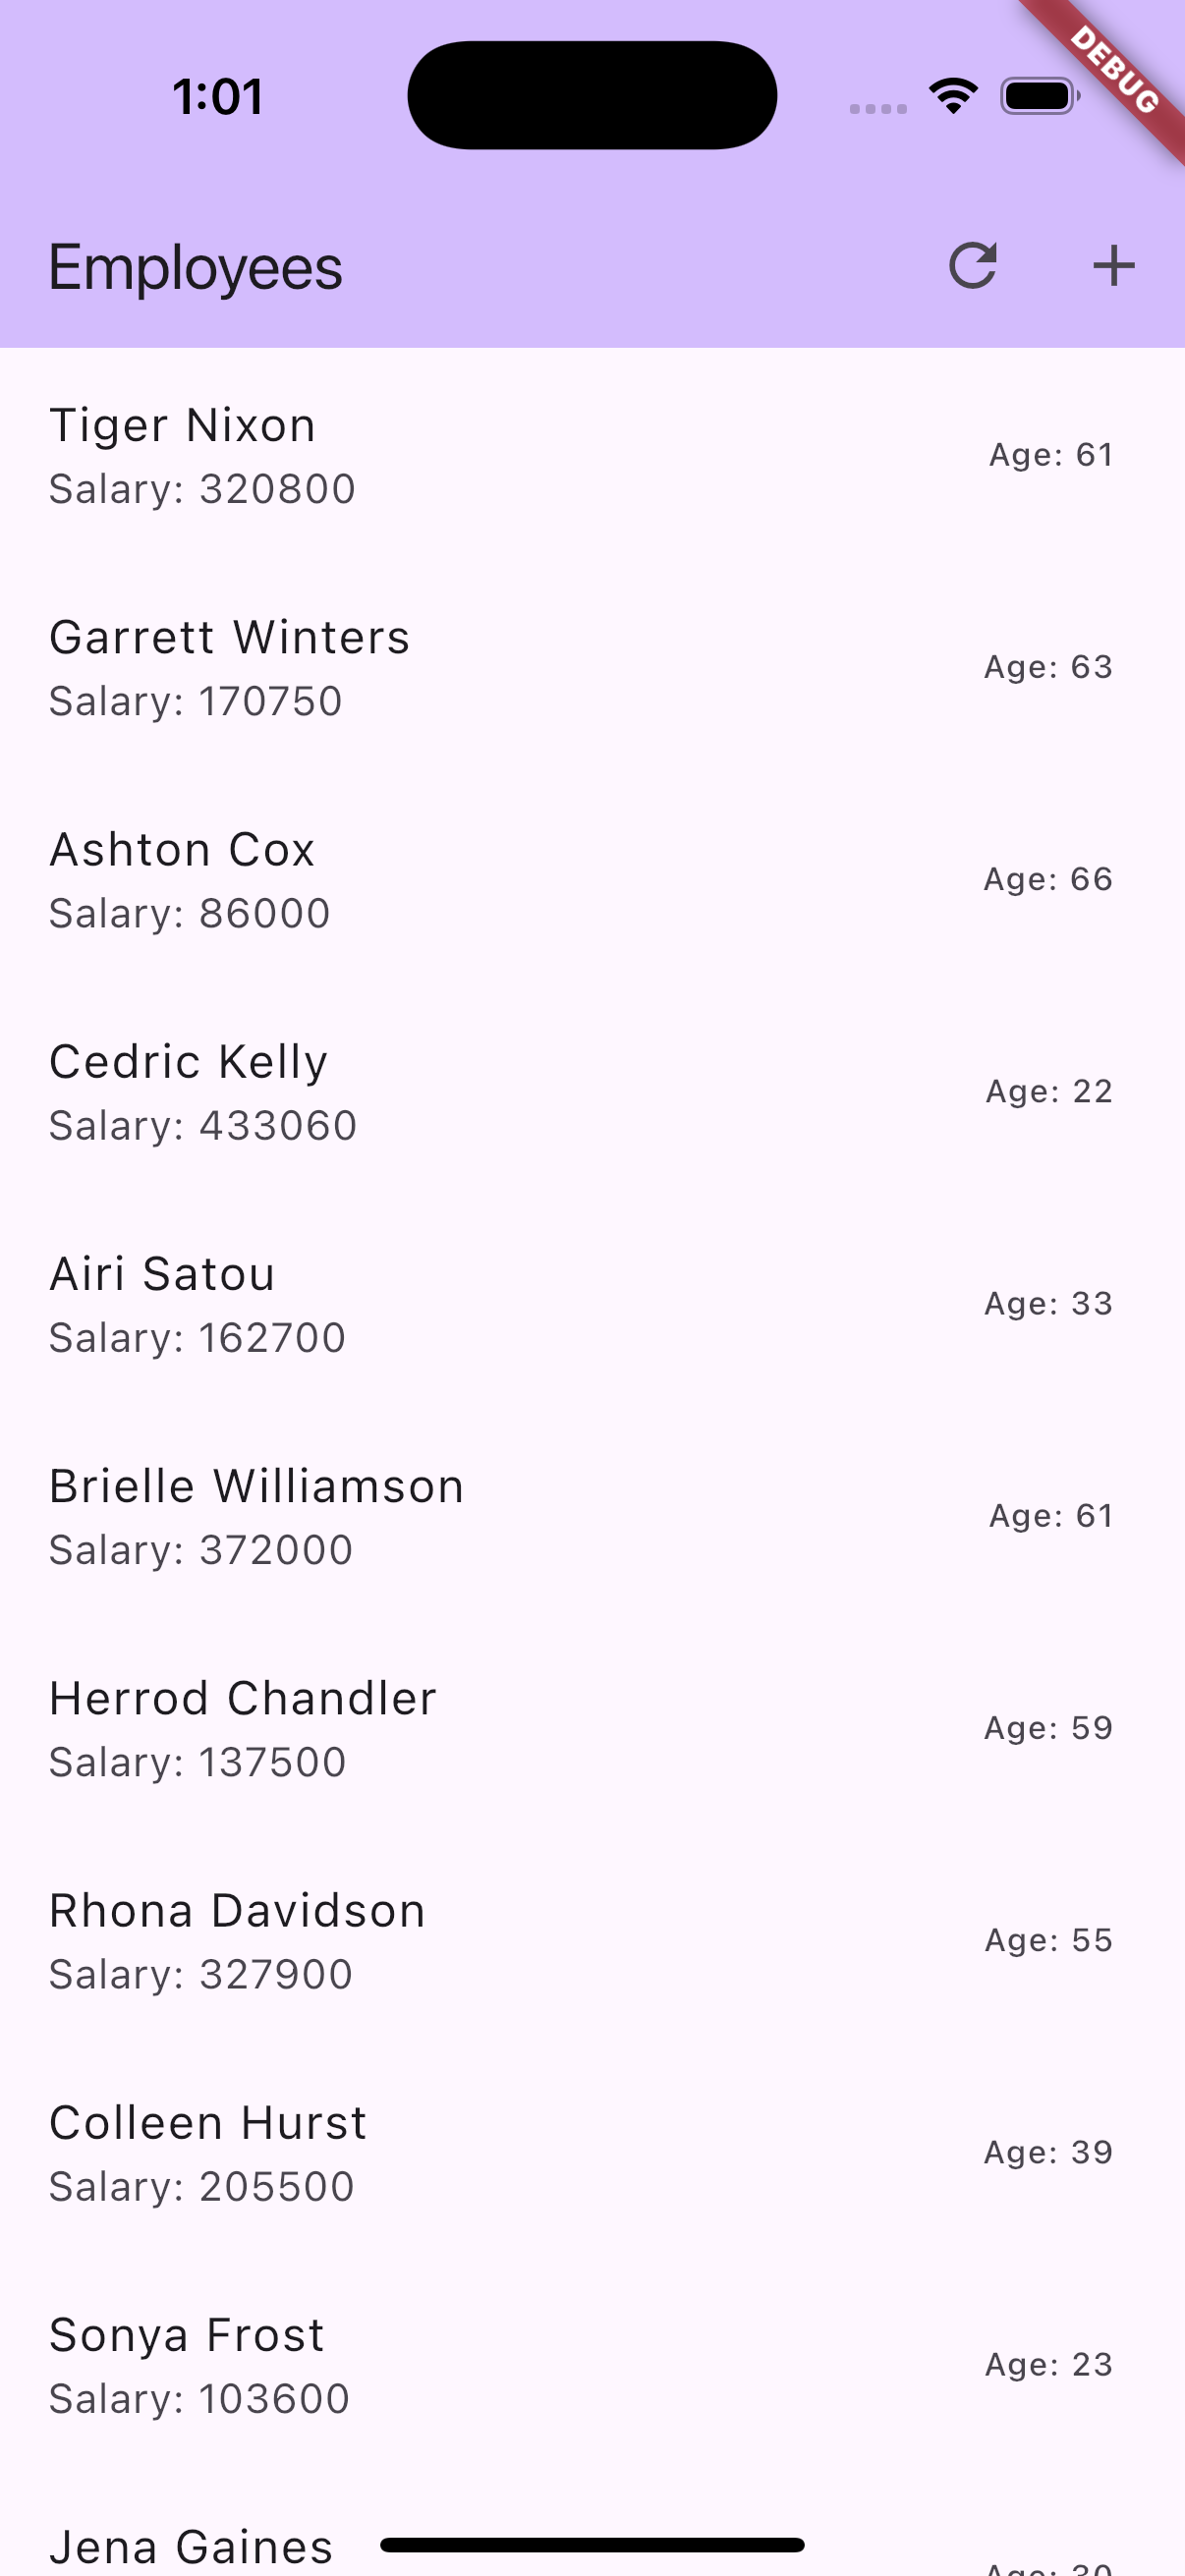 1:01
DEBUG
Employees
Tiger Nixon
Salary: 320800
Age: 61
Garrett Winters
Salary: 170750
Age: 63
Ashton Cox
Salary: 86000
Age: 66
Cedric Kelly
Salary: 433060
Age: 22
Airi Satou
Salary: 162700
Age: 33
Brielle Williamson
Salary: 372000
Age: 61
Herrod Chandler
Salary: 137500
Age: 59
Rhona Davidson
Salary: 327900
Age: 55
Colleen Hurst
Salary: 205500
Age: 39
Sonya Frost
Salary: 103600
Age: 23
Jena Gaines
Age: 30